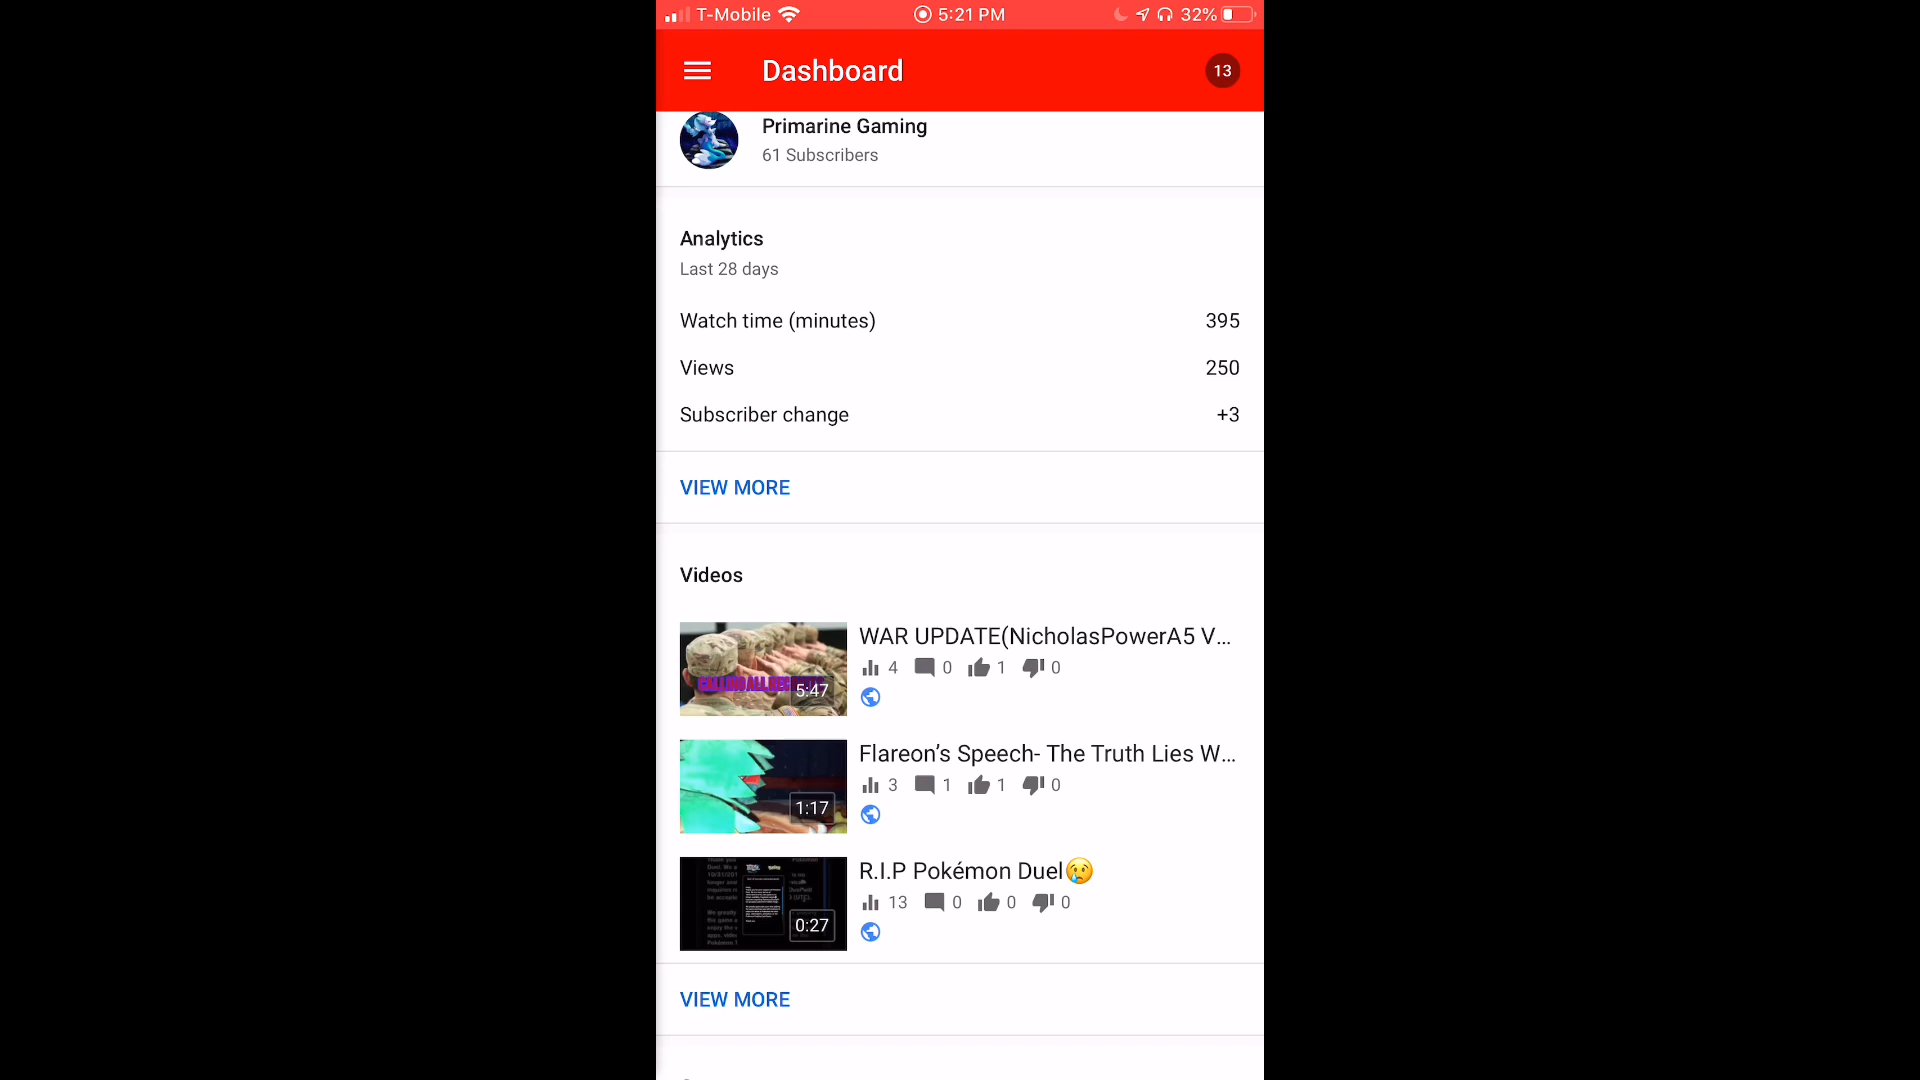 T-Mobile 5:21 PM 32%
Dashboard 13
Primarine Gaming
61 Subscribers
Analytics
Last 28 days
Watch time (minutes) 395
Views 250
Subscriber change +3
VIEW MORE
Videos
WAR UPDATE(NicholasPowerA5 V...
4 0 1 0
5:47
Flareon’s Speech- The Truth Lies W...
3 1 1 0
1:17
R.I.P Pokémon Duel😢
13 0 0 0
0:27
VIEW MORE